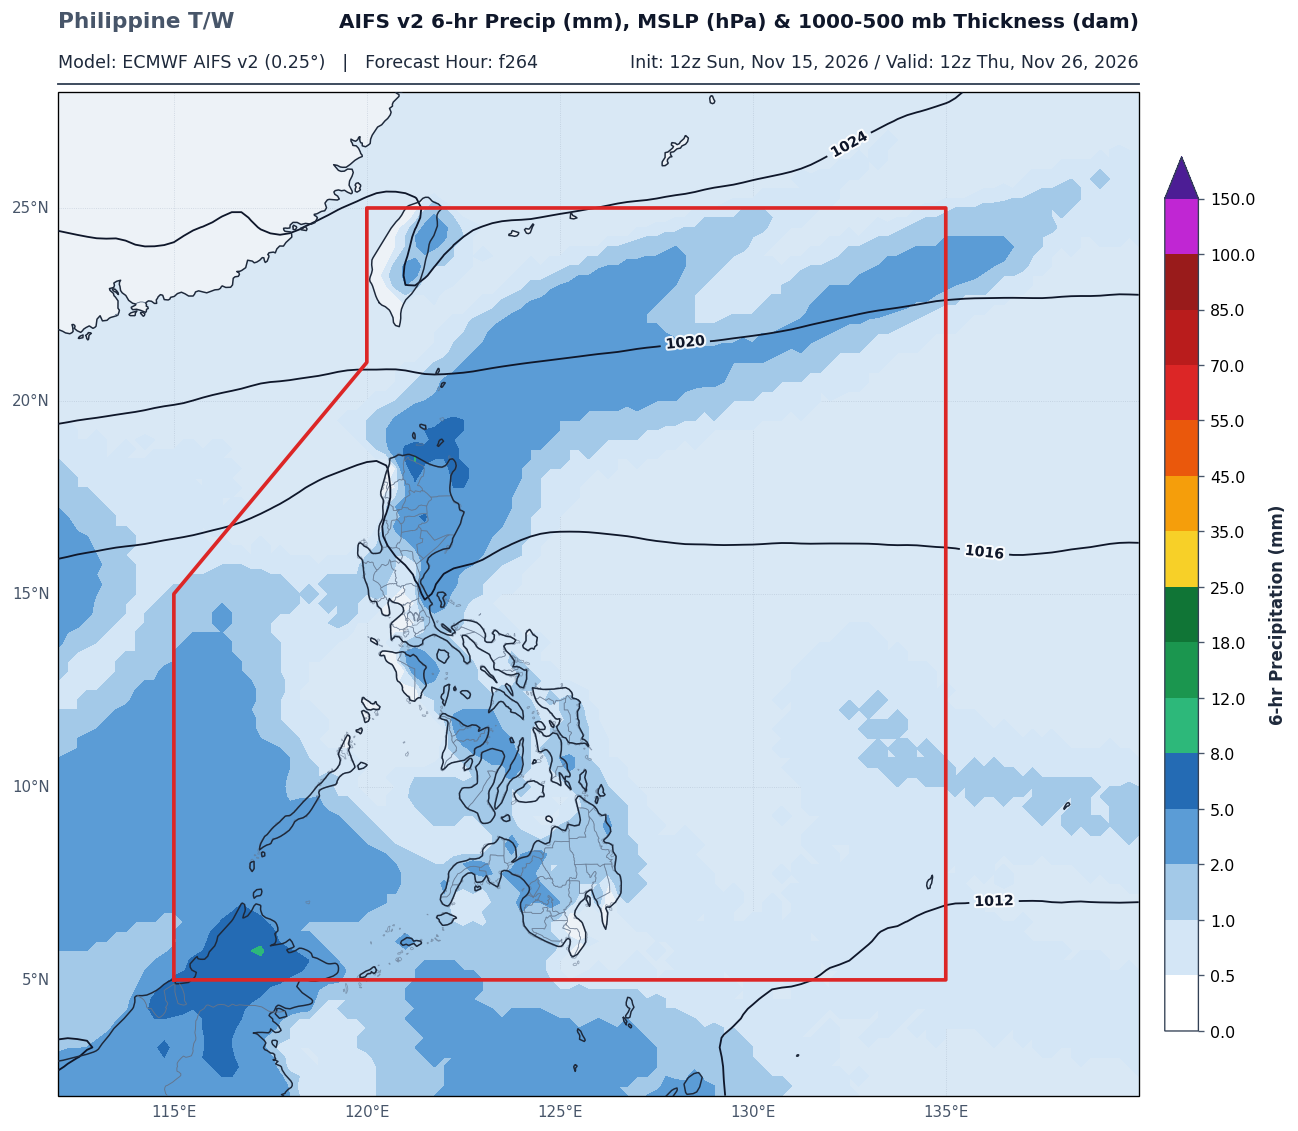 Philippine T/W
AIFS v2 6-hr Precip (mm), MSLP (hPa) & 1000-500 mb Thickness (dam)
Model: ECMWF AIFS v2 (0.25°) | Forecast Hour: f264
Init: 12z Sun, Nov 15, 2026 / Valid: 12z Thu, Nov 26, 2026
1024
1020
1016
1012
25°N
20°N
15°N
10°N
5°N
115°E
120°E
125°E
130°E
135°E
150.0
100.0
85.0
70.0
55.0
45.0
35.0
25.0
18.0
12.0
8.0
5.0
2.0
1.0
0.5
0.0
6-hr Precipitation (mm)